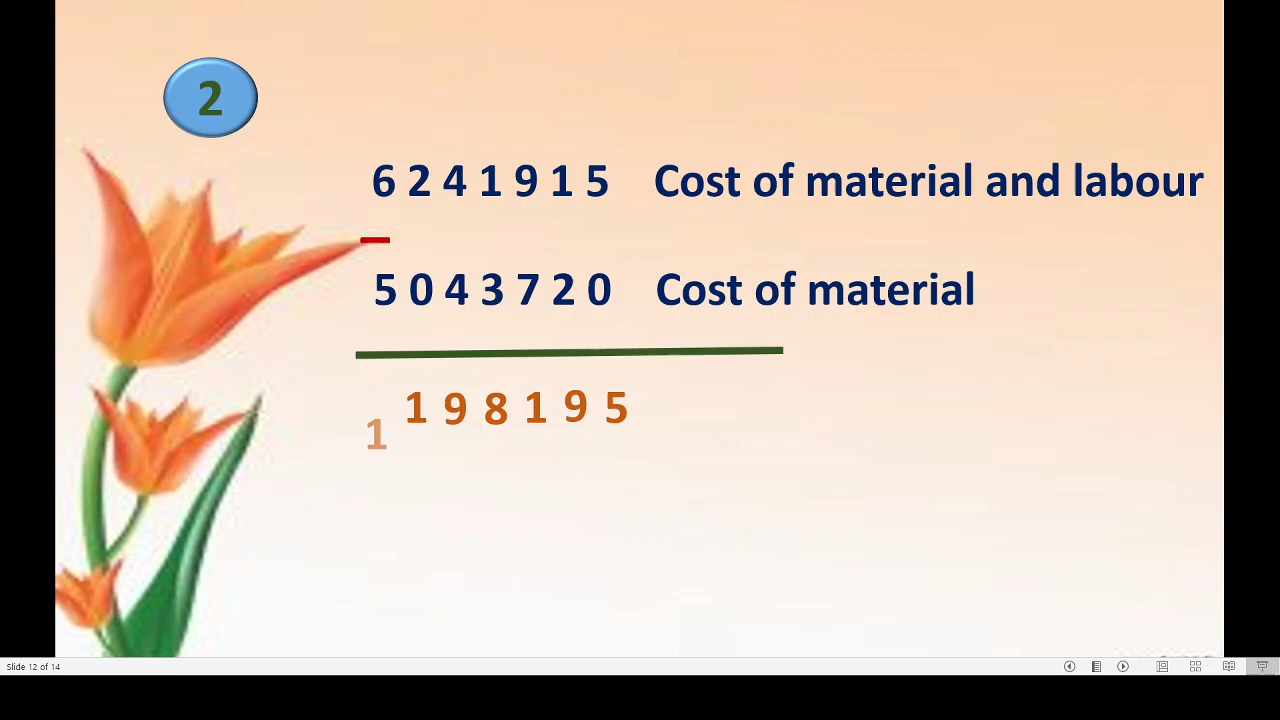 2
6 2 4 1 9 1 5 Cost of material and labour
–
5 0 4 3 7 2 0 Cost of material
1 1 9 8 1 9 5
Slide 12 of 14